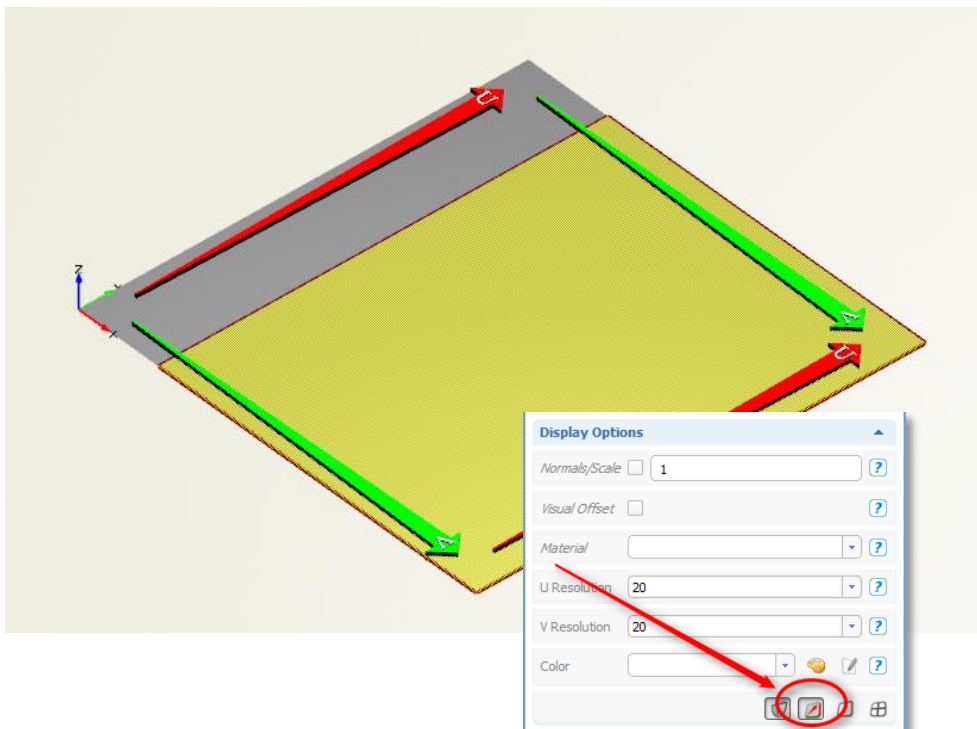 U
Z
Y
X
V
U
V
Display Options
Normals/Scale 1 ?
Visual Offset ?
Material ?
U Resolution 20 ?
V Resolution 20 ?
Color ?